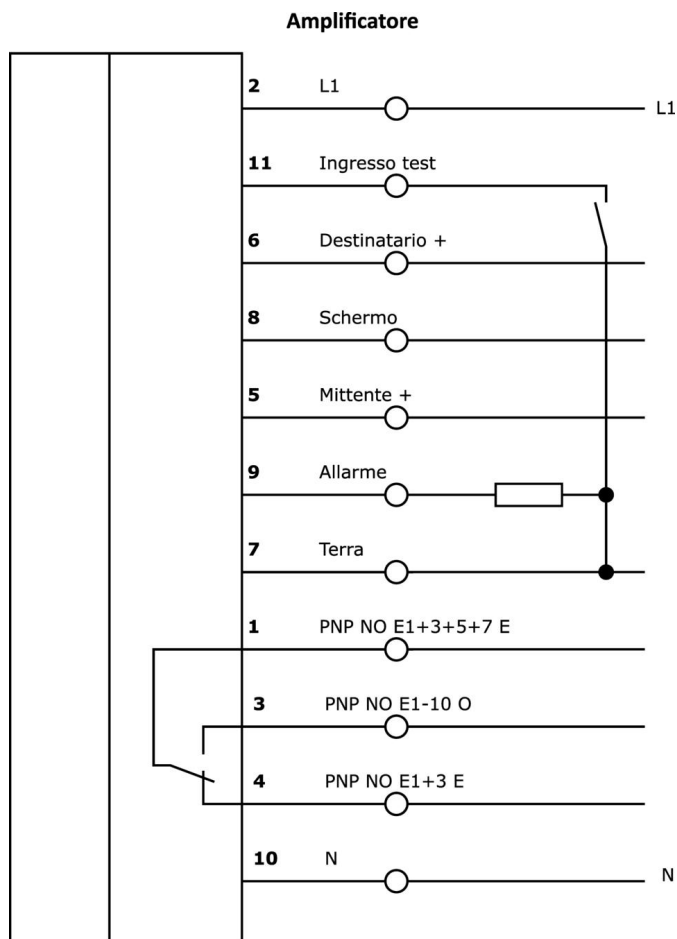 Amplificatore
2 L1
L1
11 Ingresso test
6 Destinatario +
8 Schermo
5 Mittente +
9 Allarme
7 Terra
1 PNP NO E1+3+5+7 E
3 PNP NO E1-10 O
4 PNP NO E1+3 E
10 N
N